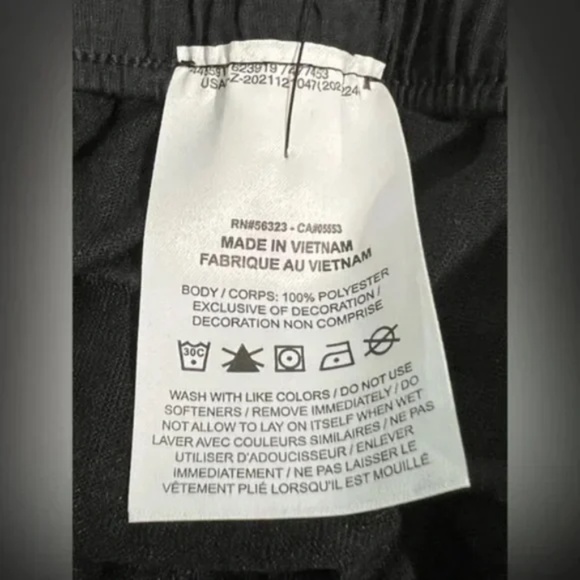 623919 / 277453
RN#56323 - CA#05553
MADE IN VIETNAM
FABRIQUE AU VIETNAM
BODY / CORPS: 100% POLYESTER
EXCLUSIVE OF DECORATION /
DECORATION NON COMPRISE
30C
WASH WITH LIKE COLORS / DO NOT USE
SOFTENERS / REMOVE IMMEDIATELY / DO
NOT ALLOW TO LAY ON ITSELF WHEN WET
LAVER AVEC COULEURS SIMILAIRES / NE PAS
UTILISER D'ADOUCISSEUR / ENLEVER
IMMEDIATEMENT / NE PAS LAISSER LE
VÊTEMENT PLIÉ LORSQU'IL EST MOUILLÉ